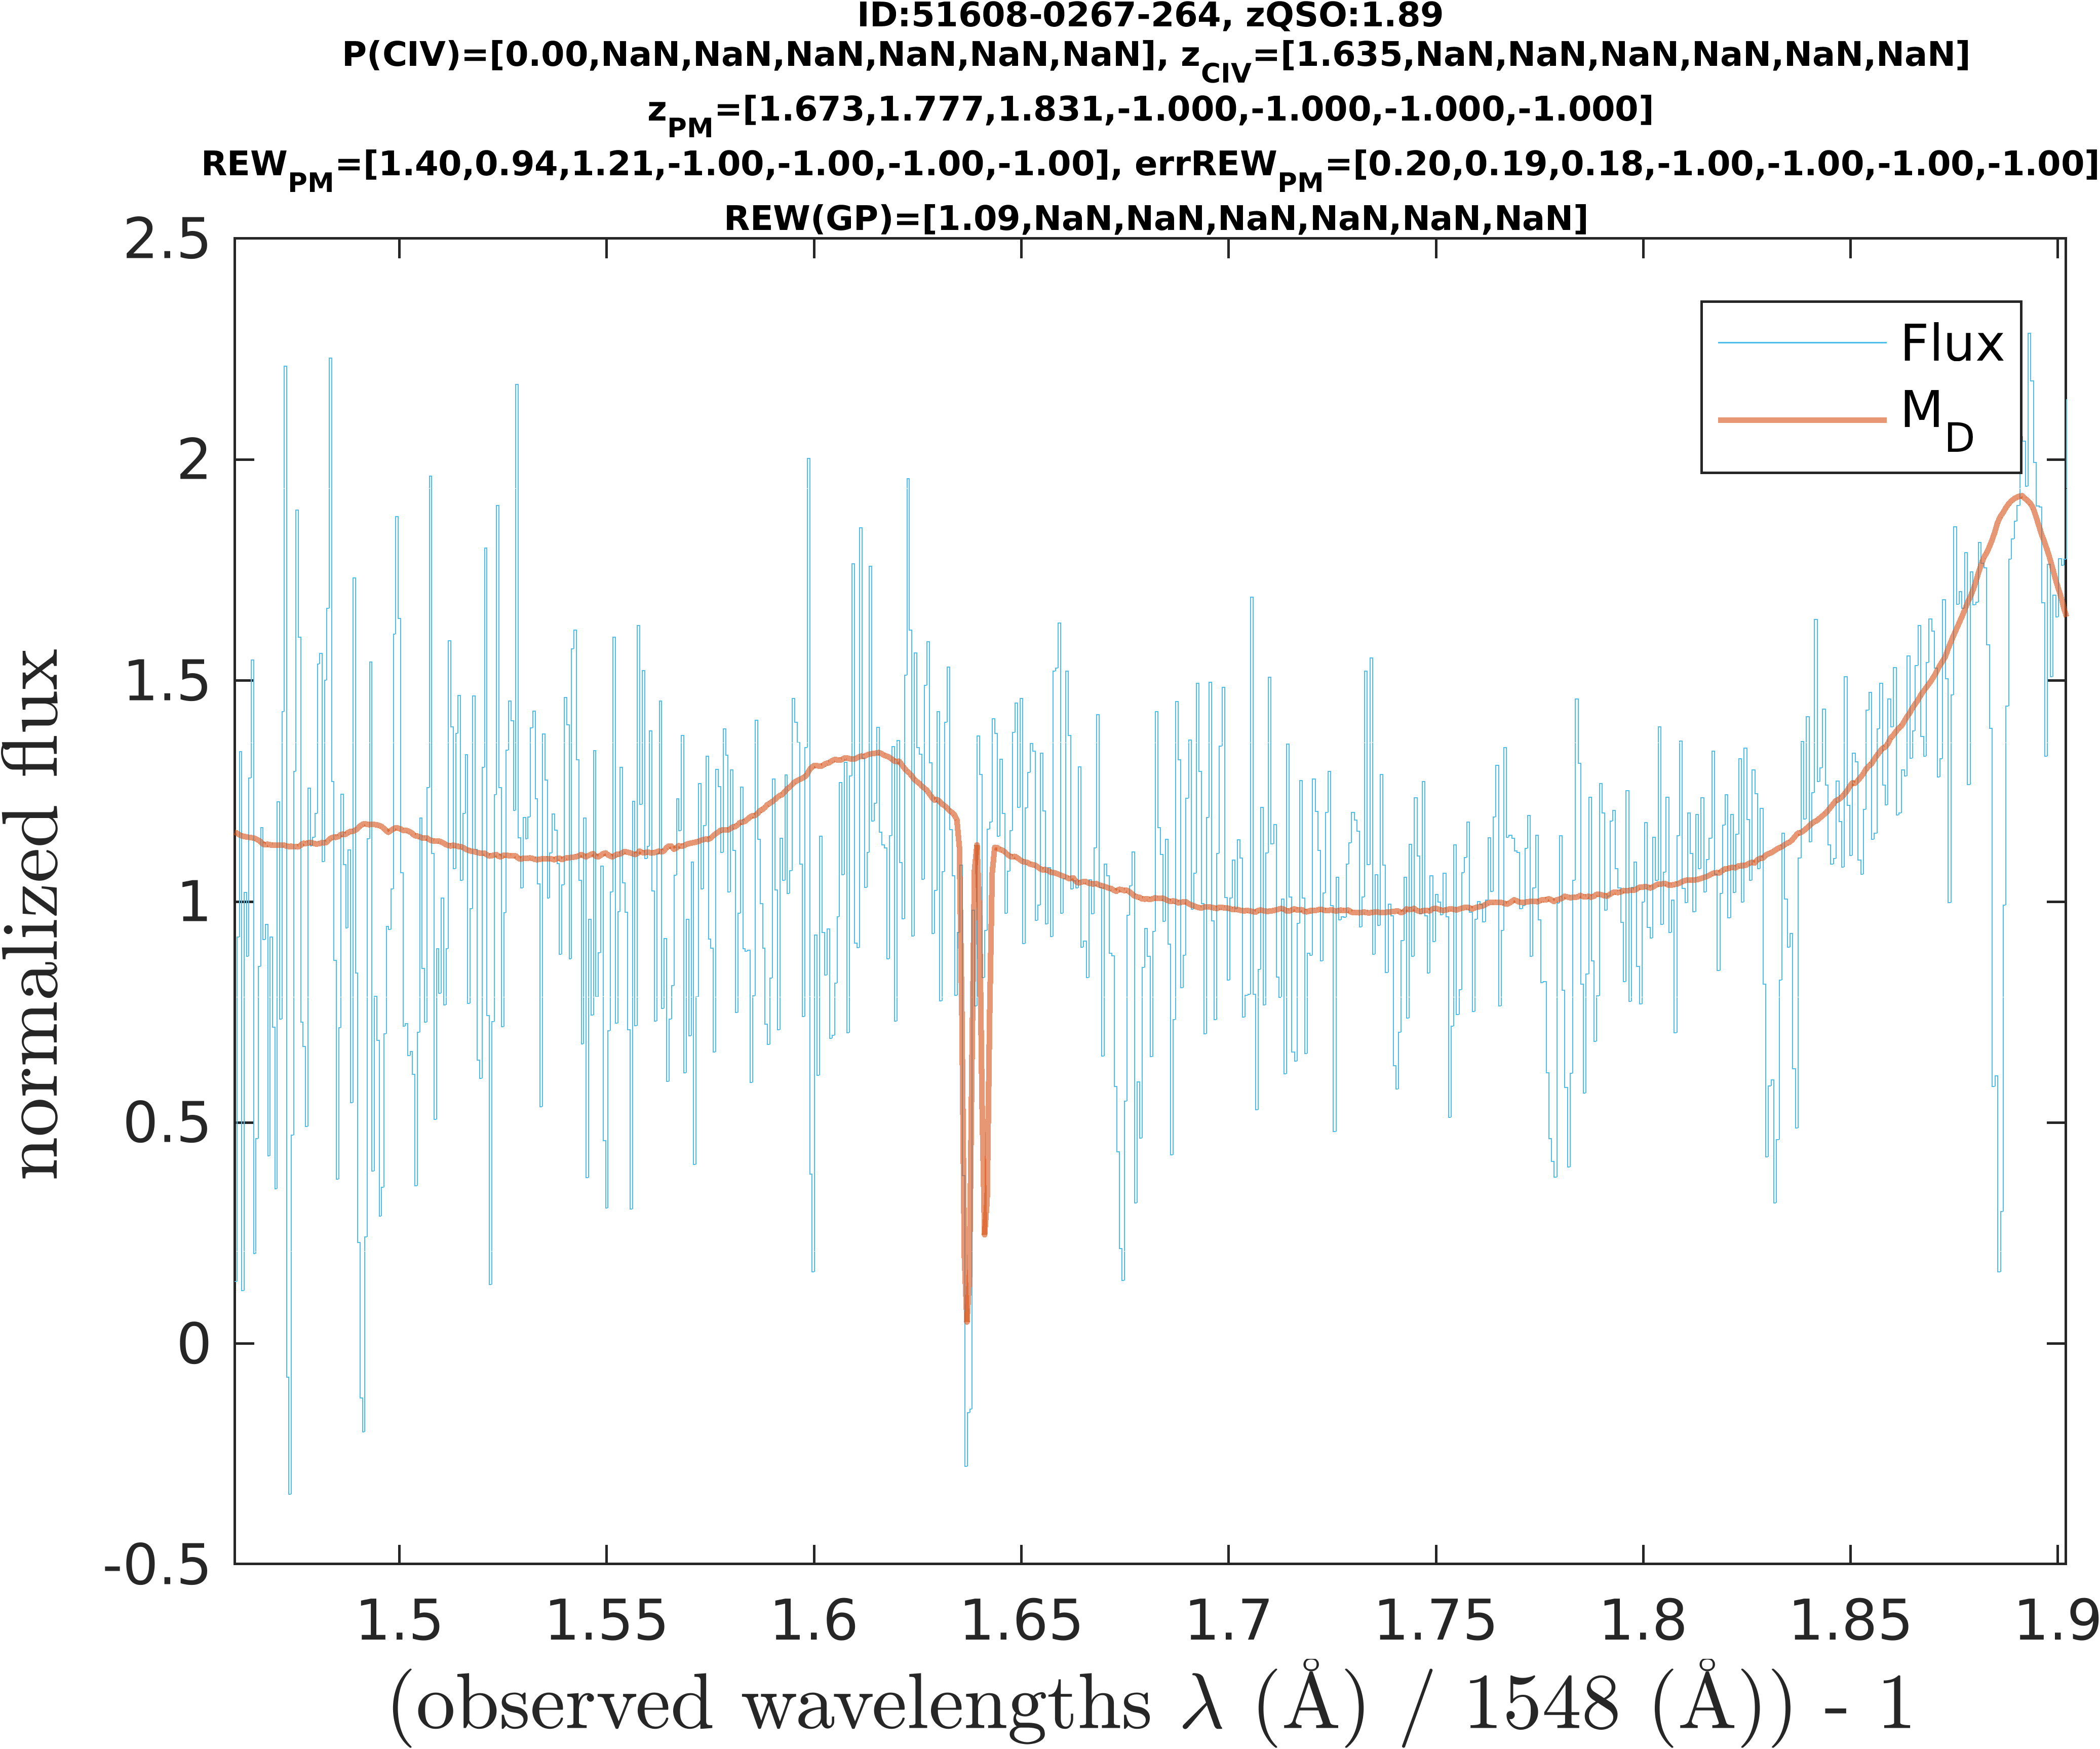 ID:51608-0267-264, zQSO:1.89
P(CIV)=[0.00,NaN,NaN,NaN,NaN,NaN,NaN], zCIV=[1.635,NaN,NaN,NaN,NaN,NaN,NaN]
zPM=[1.673,1.777,1.831,-1.000,-1.000,-1.000,-1.000]
REWPM=[1.40,0.94,1.21,-1.00,-1.00,-1.00,-1.00], errREWPM=[0.20,0.19,0.18,-1.00,-1.00,-1.00,-1.00]
REW(GP)=[1.09,NaN,NaN,NaN,NaN,NaN,NaN]
2.5
2
1.5
1
0.5
0
-0.5
normalized flux
Flux
MD
1.5 1.55 1.6 1.65 1.7 1.75 1.8 1.85 1.9
(observed wavelengths λ (Å) / 1548 (Å)) - 1